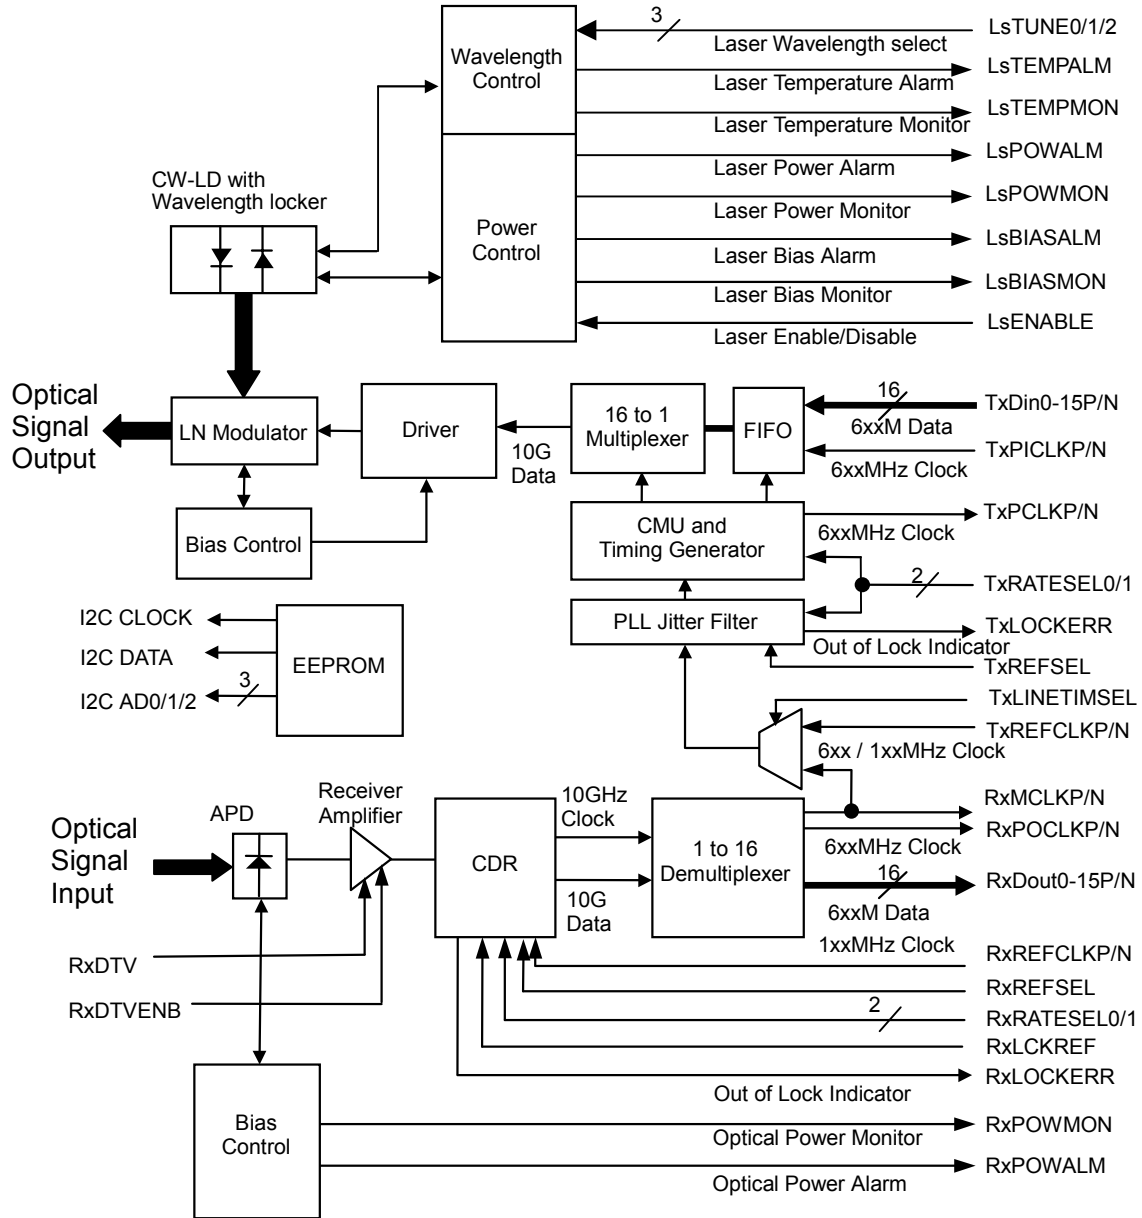 3
LsTUNE0/1/2
Laser Wavelength select
Wavelength
Control
LsTEMPALM
Laser Temperature Alarm
LsTEMPMON
Laser Temperature Monitor
LsPOWALM
Laser Power Alarm
CW-LD with
Wavelength locker
LsPOWMON
Laser Power Monitor
Power
Control
LsBIASALM
Laser Bias Alarm
LsBIASMON
Laser Bias Monitor
LsENABLE
Laser Enable/Disable
Optical
Signal
Output
LN Modulator
Driver
10G
Data
16 to 1
Multiplexer
FIFO
16
TxDin0-15P/N
6xxM Data
TxPICLKP/N
6xxMHz Clock
Bias Control
CMU and
Timing Generator
TxPCLKP/N
6xxMHz Clock
2
TxRATESEL0/1
PLL Jitter Filter
TxLOCKERR
Out of Lock Indicator
TxREFSEL
I2C CLOCK
I2C DATA
I2C AD0/1/2
3
EEPROM
TxLINETIMSEL
TxREFCLKP/N
6xx / 1xxMHz Clock
Optical
Signal
Input
APD
Receiver
Amplifier
CDR
10GHz
Clock
10G
Data
1 to 16
Demultiplexer
RxMCLKP/N
RxPOCLKP/N
6xxMHz Clock
16
RxDout0-15P/N
6xxM Data
1xxMHz Clock
RxREFCLKP/N
RxDTV
RxREFSEL
RxDTVENB
2
RxRATESEL0/1
RxLCKREF
RxLOCKERR
Out of Lock Indicator
Bias
Control
RxPOWMON
Optical Power Monitor
RxPOWALM
Optical Power Alarm